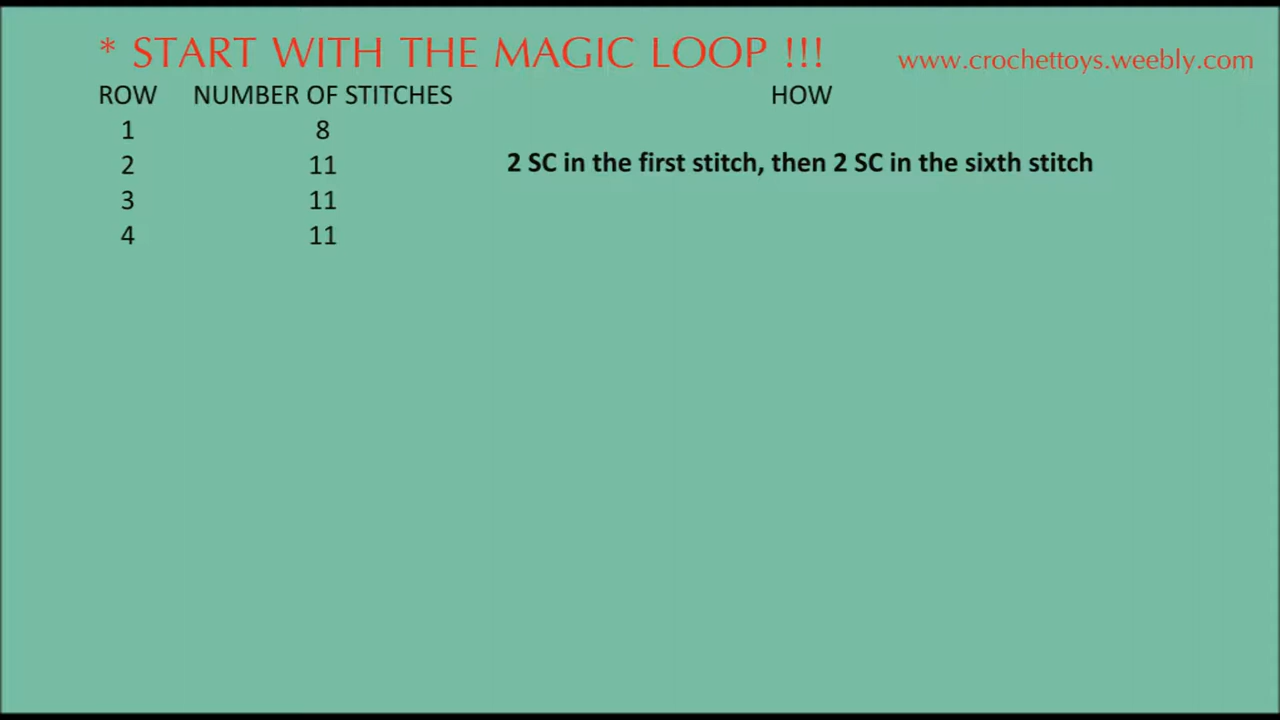 * START WITH THE MAGIC LOOP !!! www.crochettoys.weebly.com
ROW NUMBER OF STITCHES HOW
1 8
2 11 2 SC in the first stitch, then 2 SC in the sixth stitch
3 11
4 11